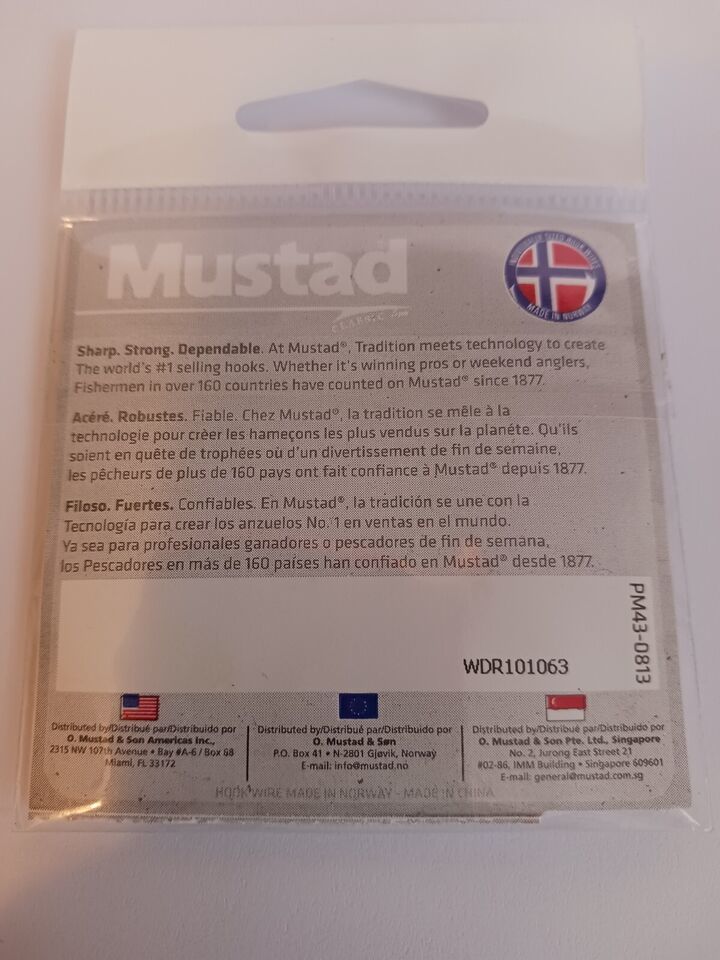 Mustad
CLASSIC
NORWEGIAN STEEL HOOK WIRE
MADE IN NORWAY
Sharp. Strong. Dependable. At Mustad®, Tradition meets technology to create
The world's #1 selling hooks. Whether it's winning pros or weekend anglers,
Fishermen in over 160 countries have counted on Mustad® since 1877.
Acéré. Robustes. Fiable. Chez Mustad®, la tradition se mêle à la
technologie pour crèer les hameçons les plus vendus sur la planéte. Qu'ils
soient en quête de trophées où d'un divertissement de fin de semaine,
les pêcheurs de plus de 160 pays ont fait confiance à Mustad® depuis 1877.
Filoso. Fuertes. Confiables. En Mustad®, la tradición se une con la
Tecnología para crear los anzuelos No. 1 en ventas en el mundo.
Ya sea para profesionales ganadores o pescadores de fin de semana,
los Pescadores en más de 160 países han confiado en Mustad® desde 1877.
PM43-0813
WDR101063
Distributed by/Distribué par/Distribuido por
O. Mustad & Son Americas Inc.,
2315 NW 107th Avenue • Bay #A-6 / Box 68
Miami, FL 33172
Distributed by/Distribué par/Distribuido por
O. Mustad & Søn
P.O. Box 41 • N-2801 Gjøvik, Norway
E-mail: info@mustad.no
Distributed by/Distribué par/Distribuido por
O. Mustad & Son Pte. Ltd., Singapore
No. 2, Jurong East Street 21
#02-86, IMM Building • Singapore 609601
E-mail: general@mustad.com.sg
HOOK WIRE MADE IN NORWAY - MADE IN CHINA